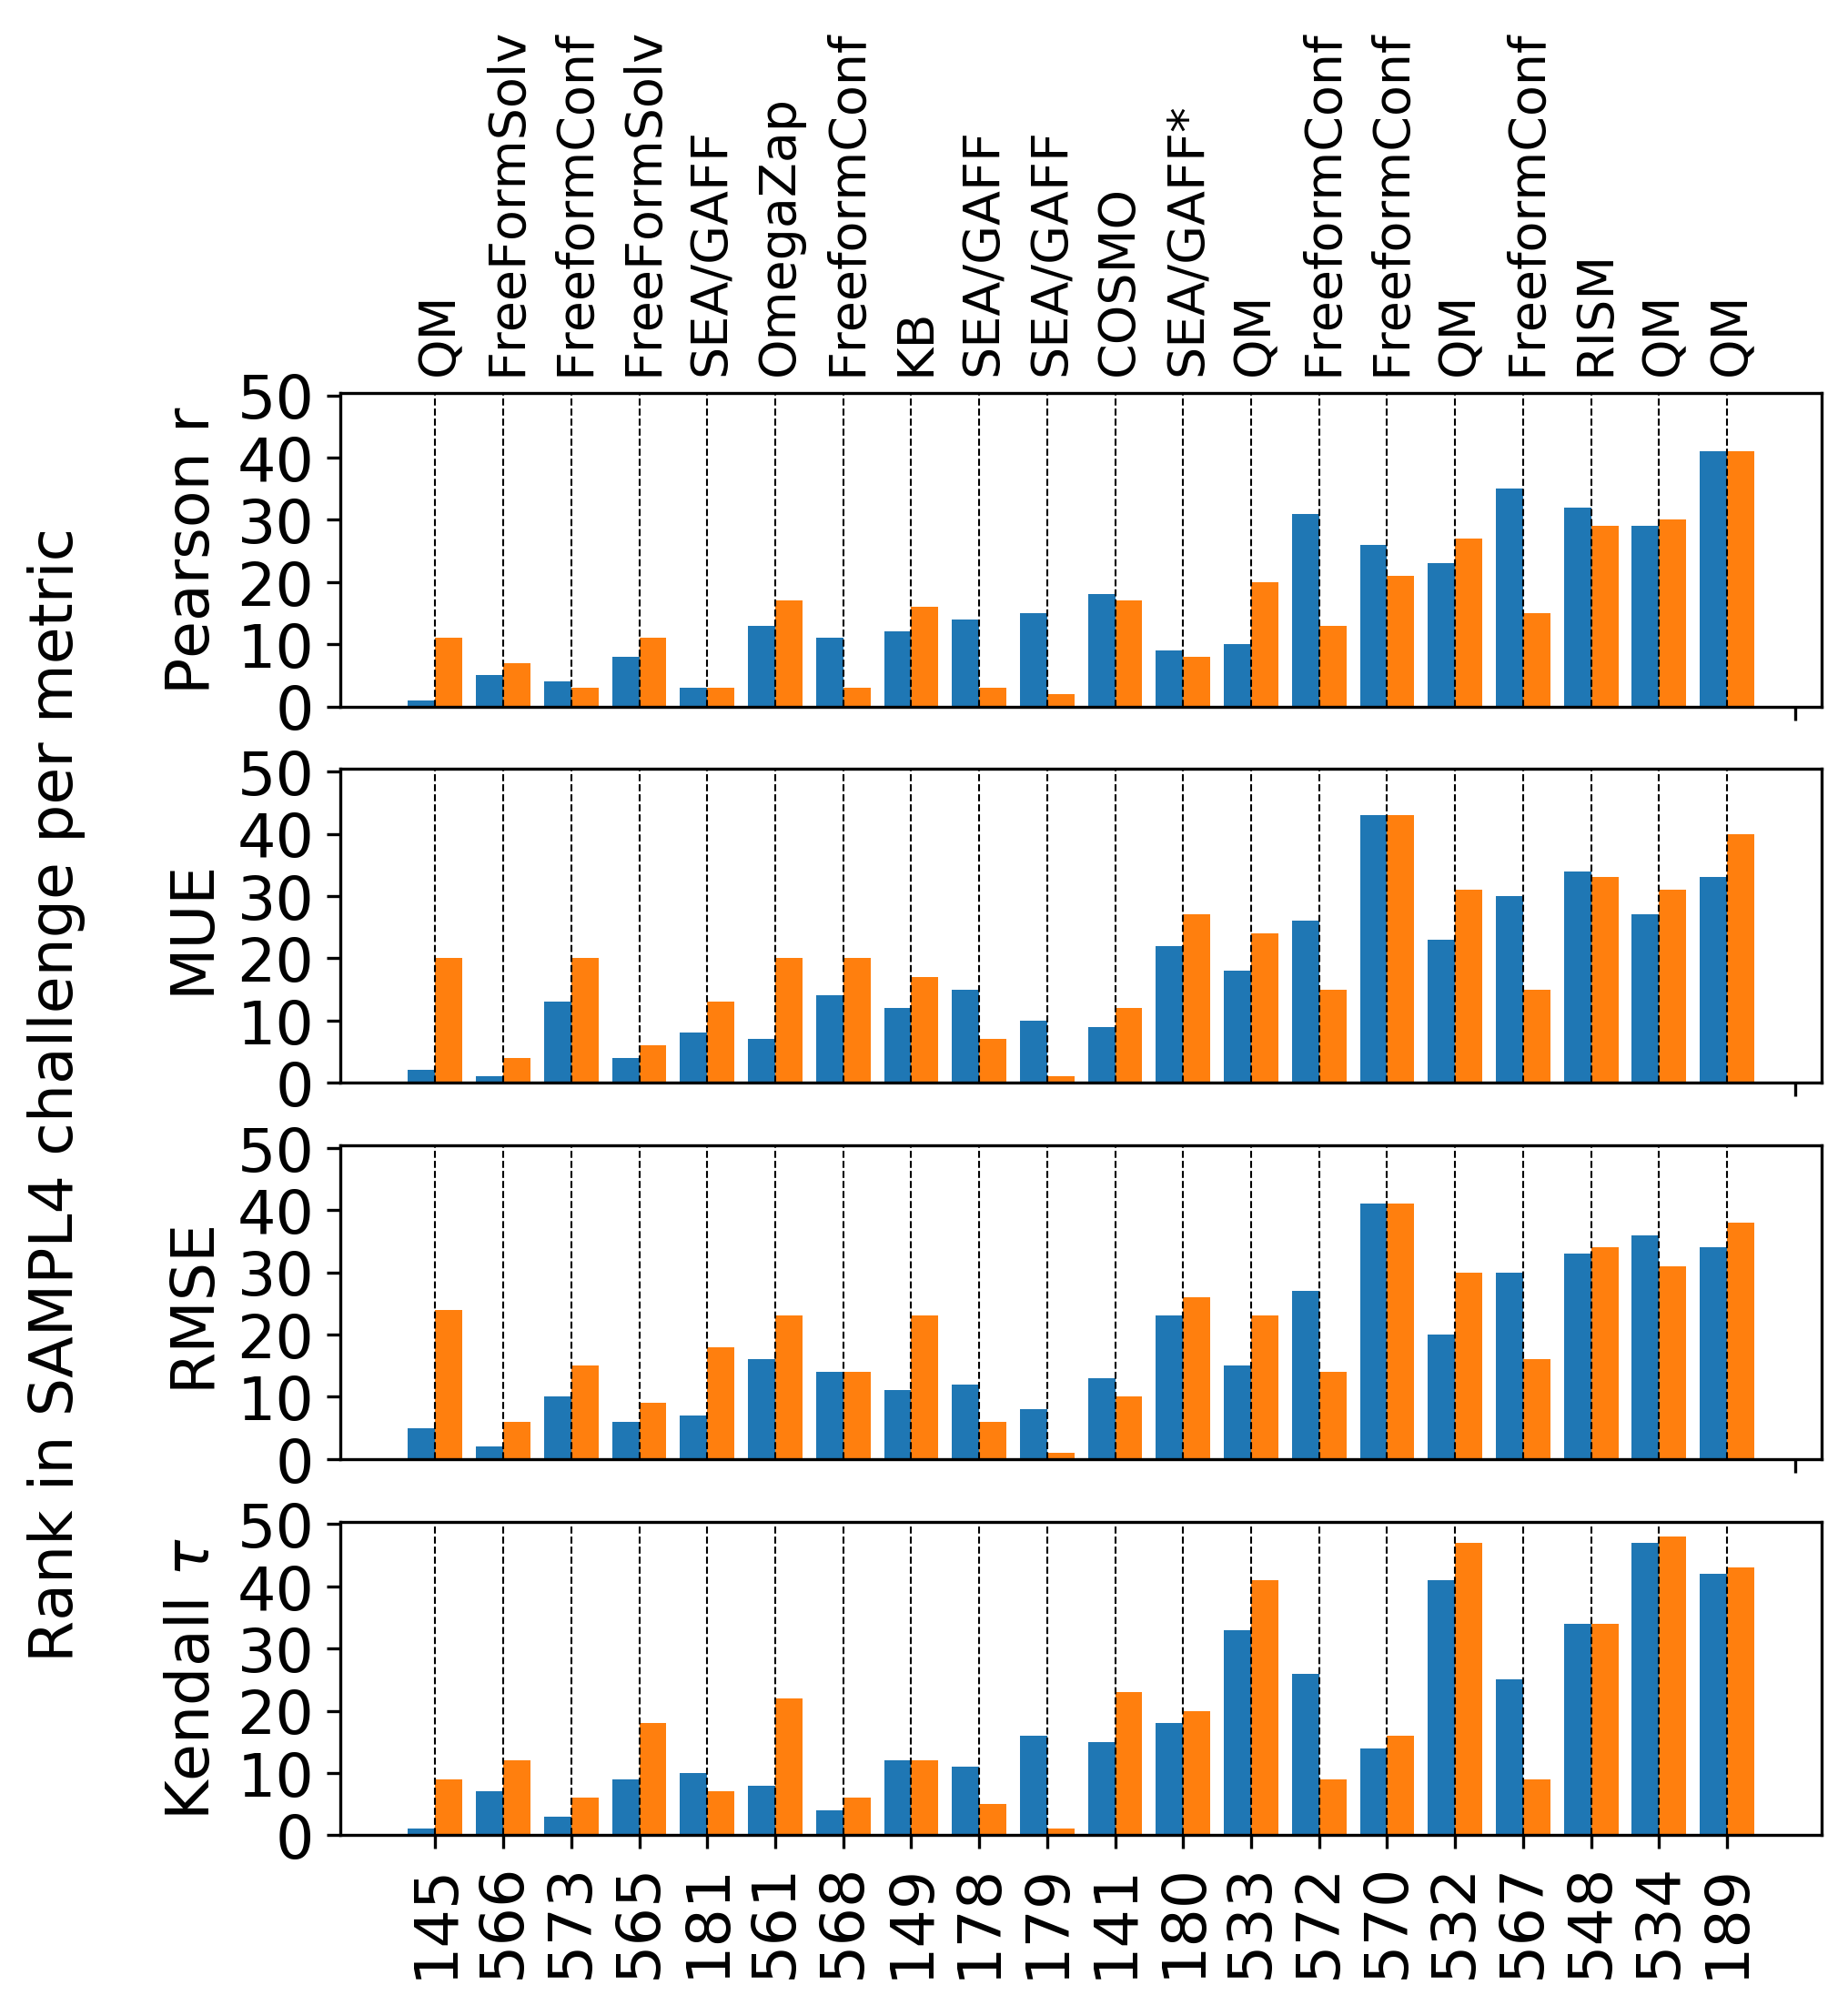 QM
FreeFormSolv
FreeformConf
FreeFormSolv
SEA/GAFF
OmegaZap
FreeformConf
KB
SEA/GAFF
SEA/GAFF
COSMO
SEA/GAFF*
QM
FreeformConf
FreeformConf
QM
FreeformConf
RISM
QM
QM
Rank in SAMPL4 challenge per metric
Pearson r
50
40
30
20
10
0
MUE
50
40
30
20
10
0
RMSE
50
40
30
20
10
0
Kendall τ
50
40
30
20
10
0
145
566
573
565
181
561
568
149
178
179
141
180
533
572
570
532
567
548
534
189